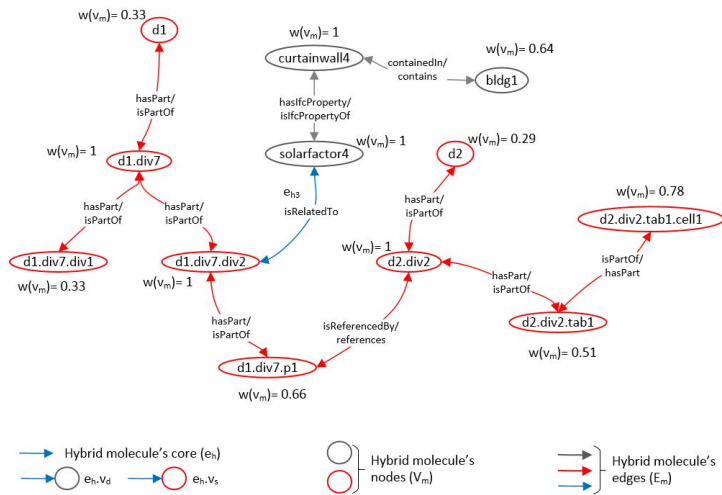 w(vm)= 0.33
d1
w(vm)= 1
curtainwall4
containedIn/
contains
w(vm)= 0.64
bldg1
hasPart/
isPartOf
hasIfcProperty/
isIfcPropertyOf
w(vm)= 1
d1.div7
w(vm)= 1
solarfactor4
w(vm)= 0.29
d2
eh3
isRelatedTo
hasPart/
isPartOf
hasPart/
isPartOf
hasPart/
isPartOf
w(vm)= 0.78
d2.div2.tab1.cell1
d1.div7.div1
w(vm)= 0.33
d1.div7.div2
w(vm)= 1
w(vm)= 1
d2.div2
hasPart/
isPartOf
isPartOf/
hasPart
hasPart/
isPartOf
isReferencedBy/
references
d2.div2.tab1
w(vm)= 0.51
d1.div7.p1
w(vm)= 0.66
Hybrid molecule's core (eh)
eh.vd
eh.vs
Hybrid molecule's
nodes (Vm)
Hybrid molecule's
edges (Em)